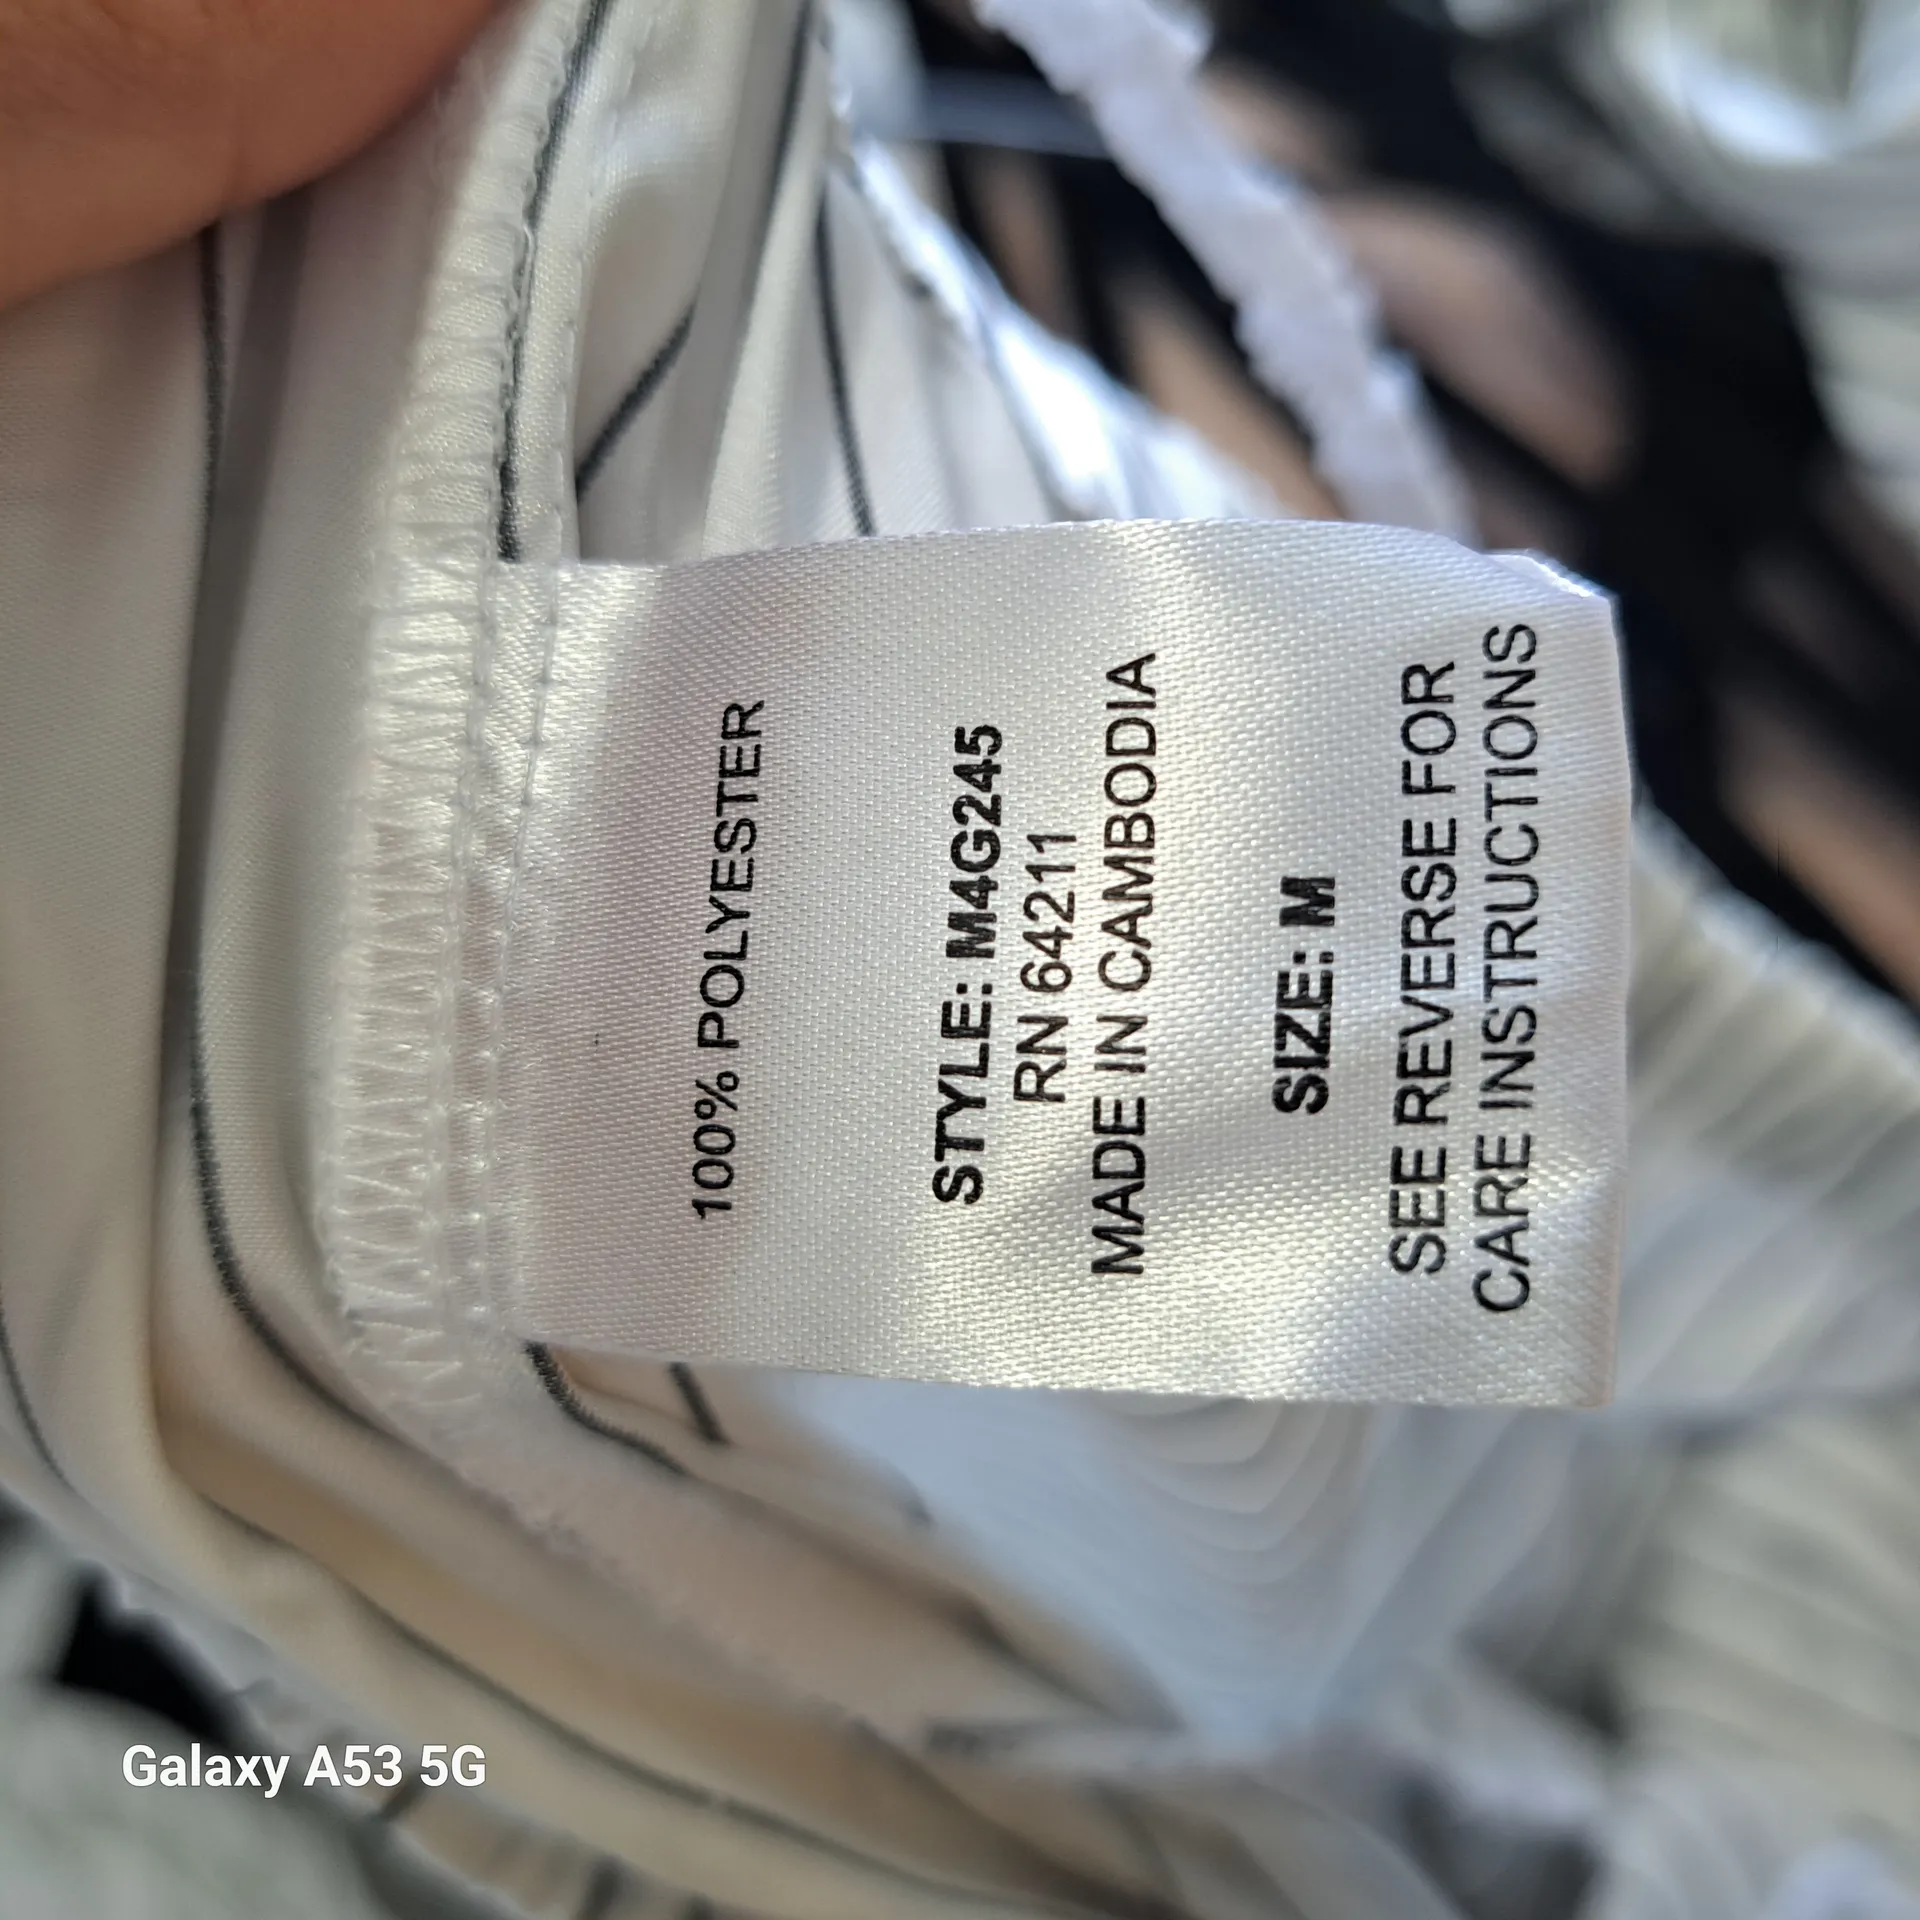 100% POLYESTER
STYLE: M4G245
RN 64211
MADE IN CAMBODIA
SIZE: M
SEE REVERSE FOR
CARE INSTRUCTIONS
Galaxy A53 5G